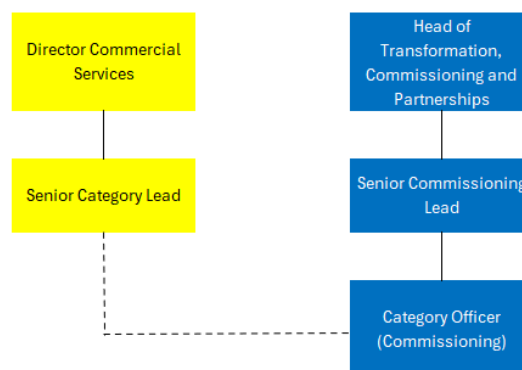 Director Commercial
Services
Head of
Transformation,
Commissioning and
Partnerships
Senior Category Lead
Senior Commissioning
Lead
Category Officer
(Commissioning)